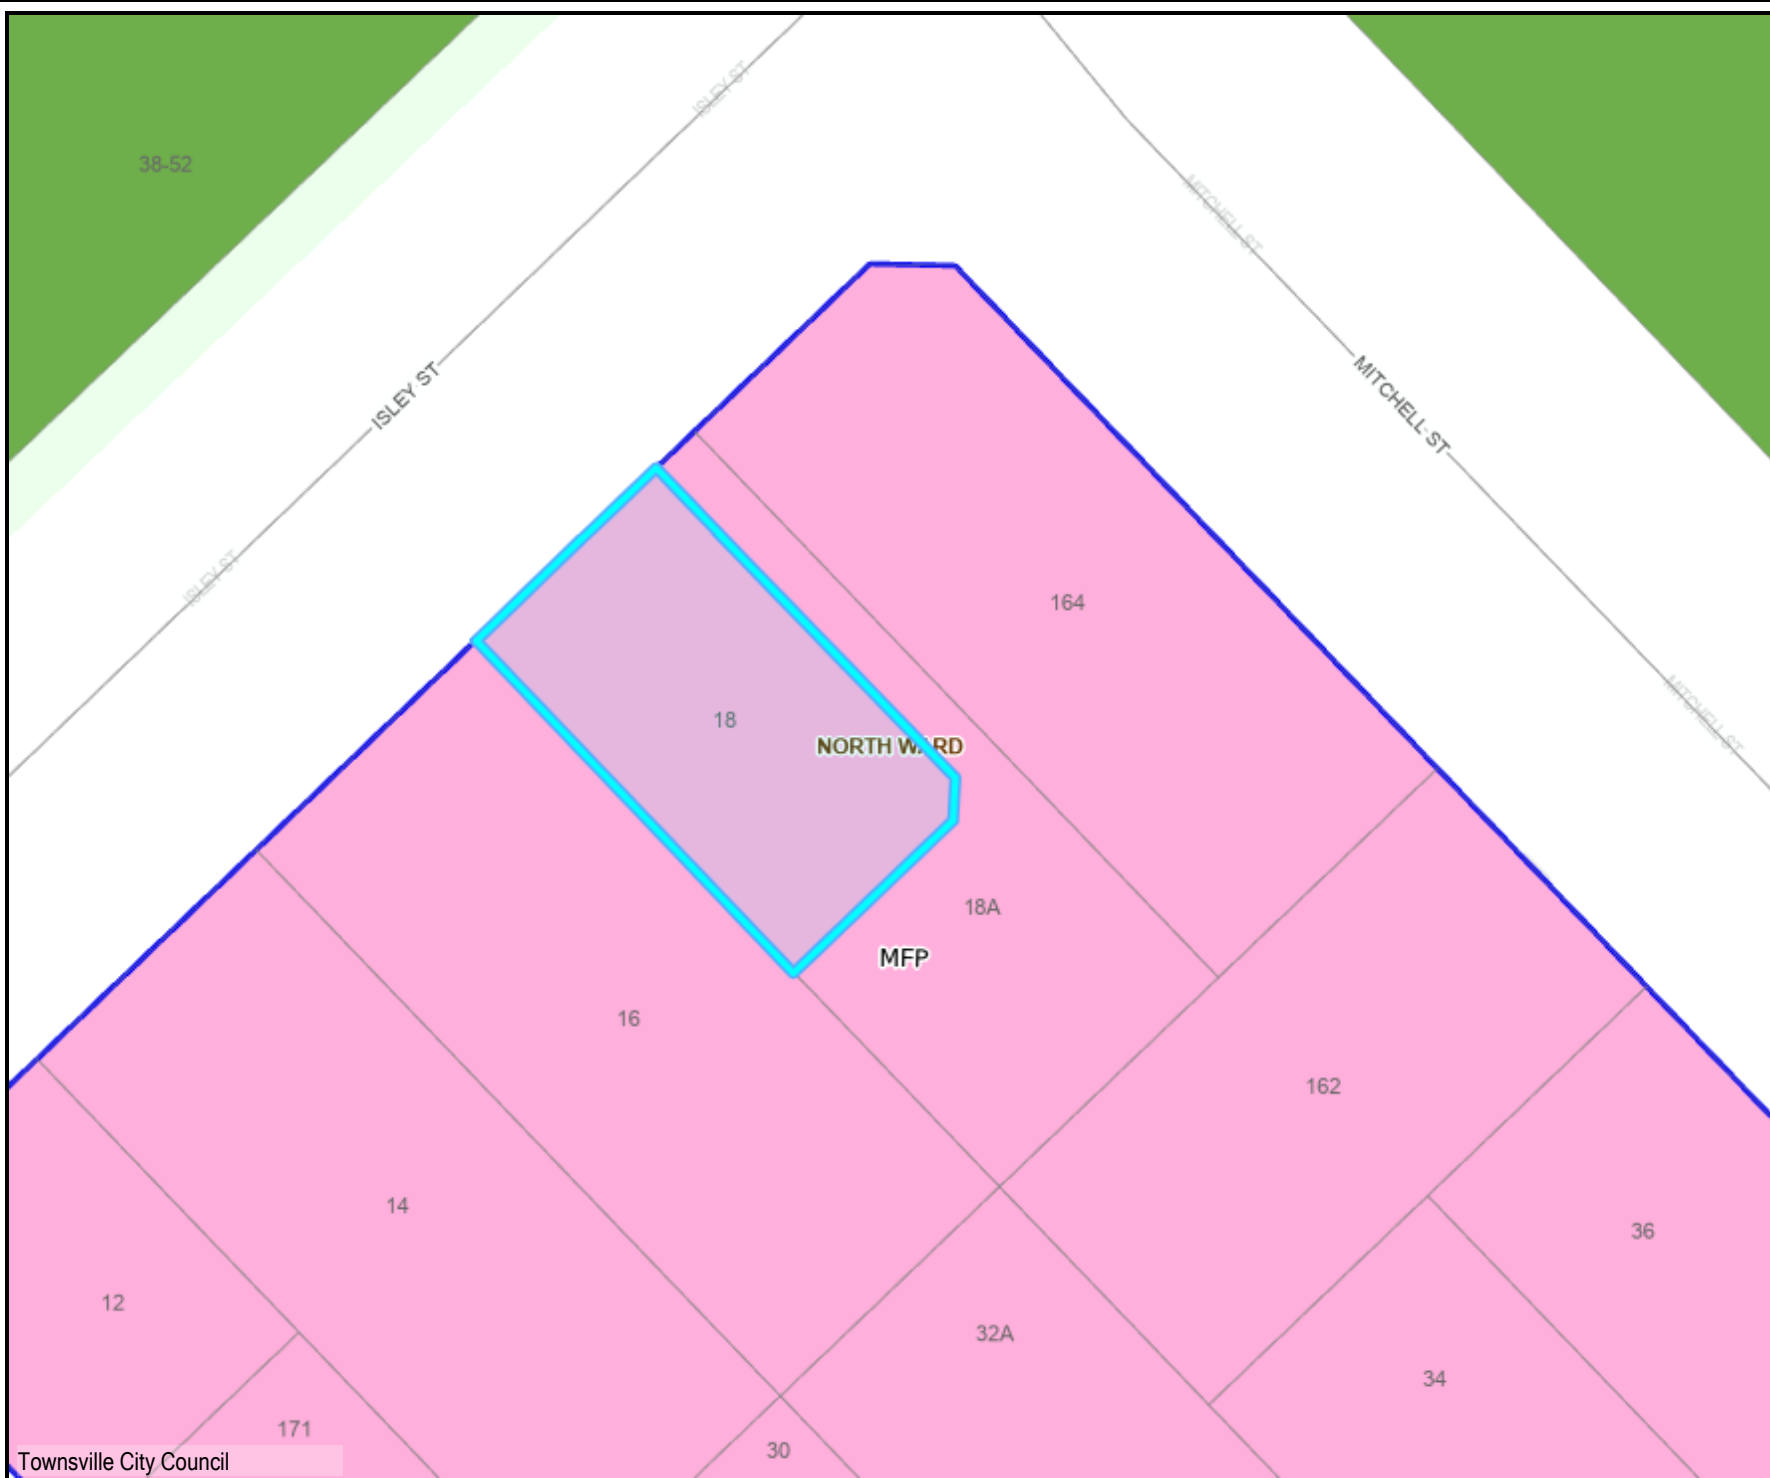 ISLEY ST
38-52
MITCHELL ST
ISLEY ST
MITCHELL ST
ISLEY ST
164
MITCHELL ST
18
NORTH WARD
18A
MFP
16
162
14
36
12
32A
34
171
30
Townsville City Council